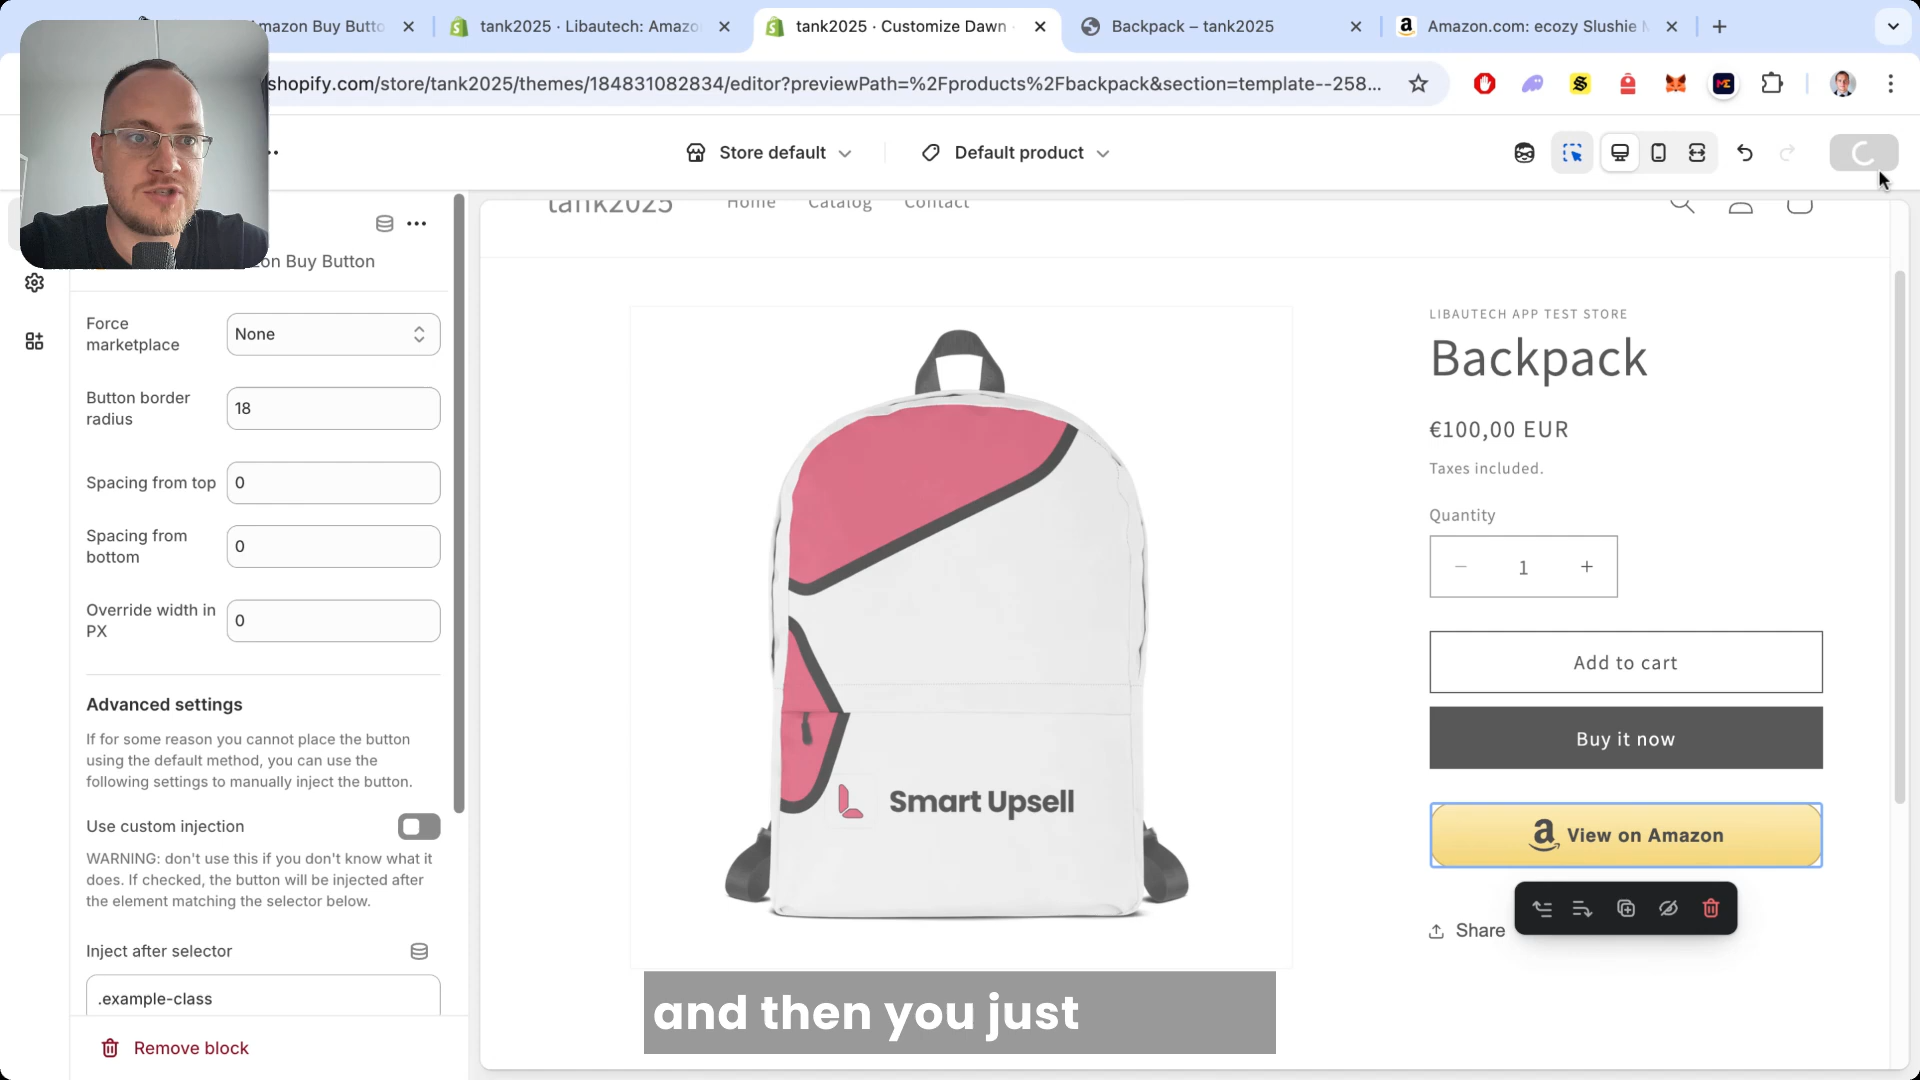 mazon Buy Butto
tank2025 · Libautech: Amazo
tank2025 · Customize Dawn
Backpack – tank2025
Amazon.com: ecozy Slushie M
shopify.com/store/tank2025/themes/184831082834/editor?previewPath=%2Fproducts%2Fbackpack&section=template--258...
Store default
Default product
zon Buy Button
Force marketplace
None
Button border radius
18
Spacing from top
0
Spacing from bottom
0
Override width in PX
0
Advanced settings
If for some reason you cannot place the button
using the default method, you can use the
following settings to manually inject the button.
Use custom injection
WARNING: don't use this if you don't know what it
does. If checked, the button will be injected after
the element matching the selector below.
Inject after selector
.example-class
Remove block
tank2025
Home
Catalog
Contact
Smart Upsell
LIBAUTECH APP TEST STORE
Backpack
€100,00 EUR
Taxes included.
Quantity
1
Add to cart
Buy it now
View on Amazon
Share
and then you just